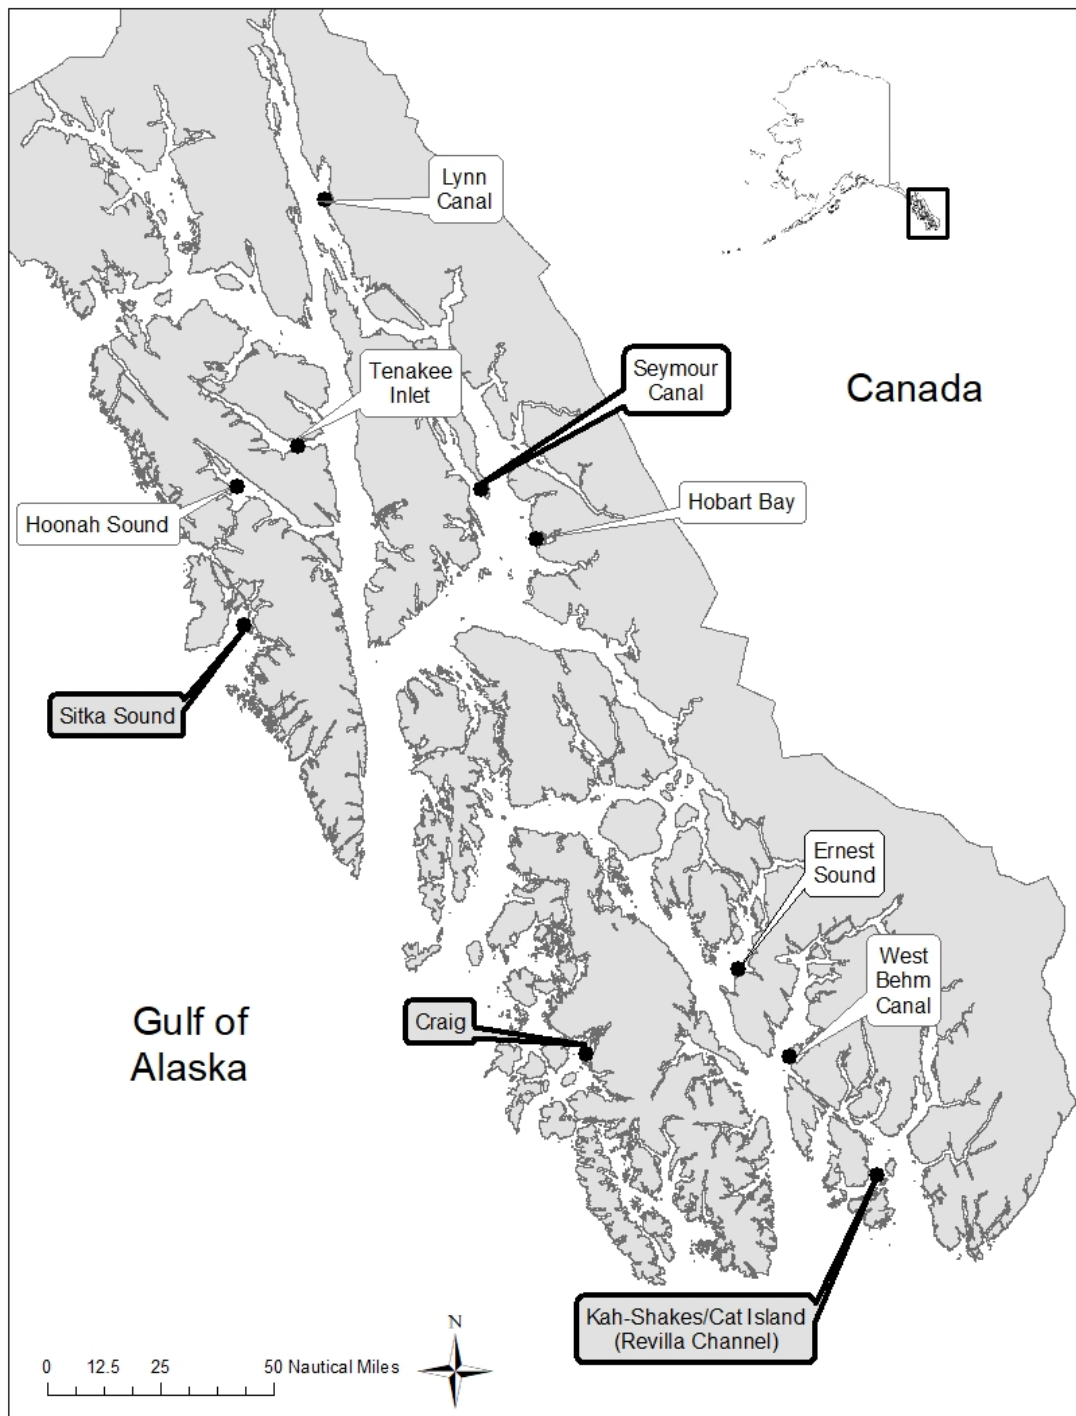 Lynn
Canal
Tenakee
Inlet
Seymour
Canal
Canada
Hoonah Sound
Hobart Bay
Sitka Sound
Ernest
Sound
West
Behm
Canal
Gulf of
Alaska
Craig
Kah-Shakes/Cat Island
(Revilla Channel)
N
0 12.5 25 50 Nautical Miles